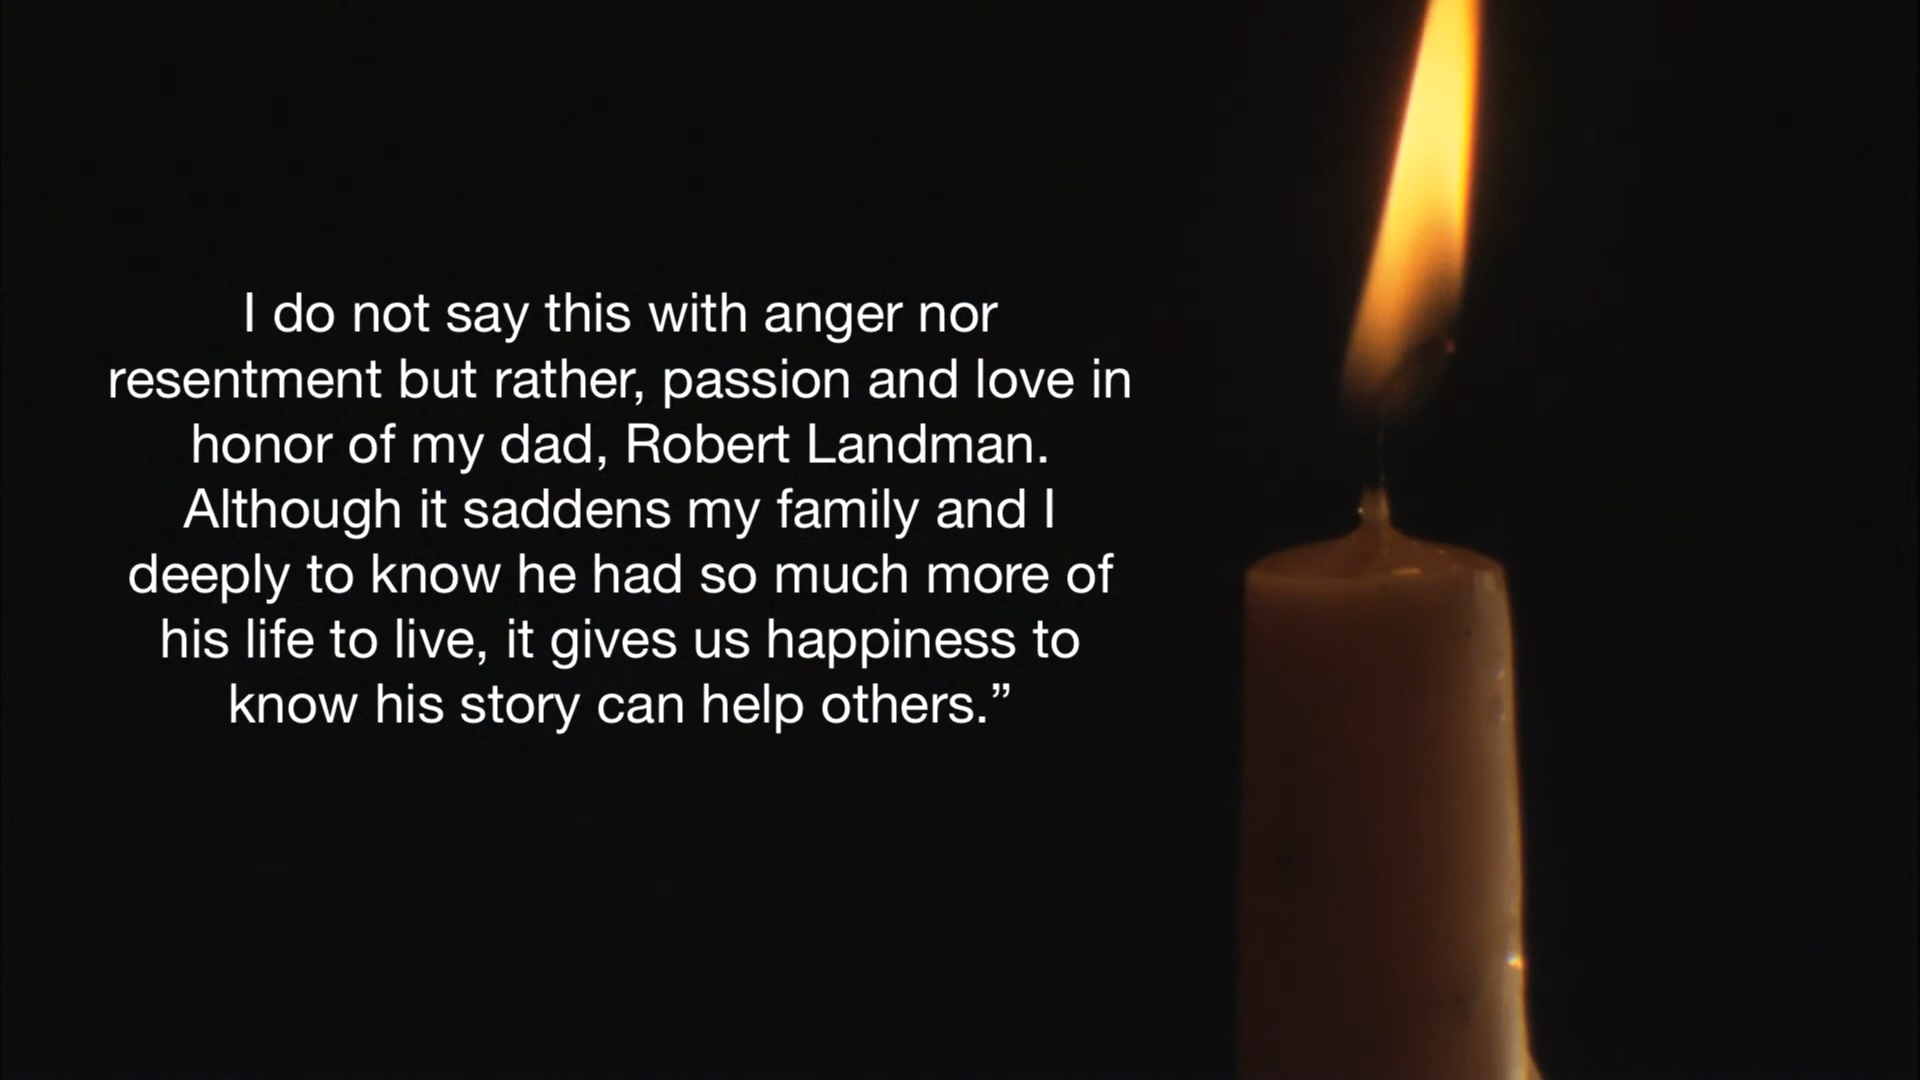 I do not say this with anger nor
resentment but rather, passion and love in
honor of my dad, Robert Landman.
Although it saddens my family and I
deeply to know he had so much more of
his life to live, it gives us happiness to
know his story can help others.”